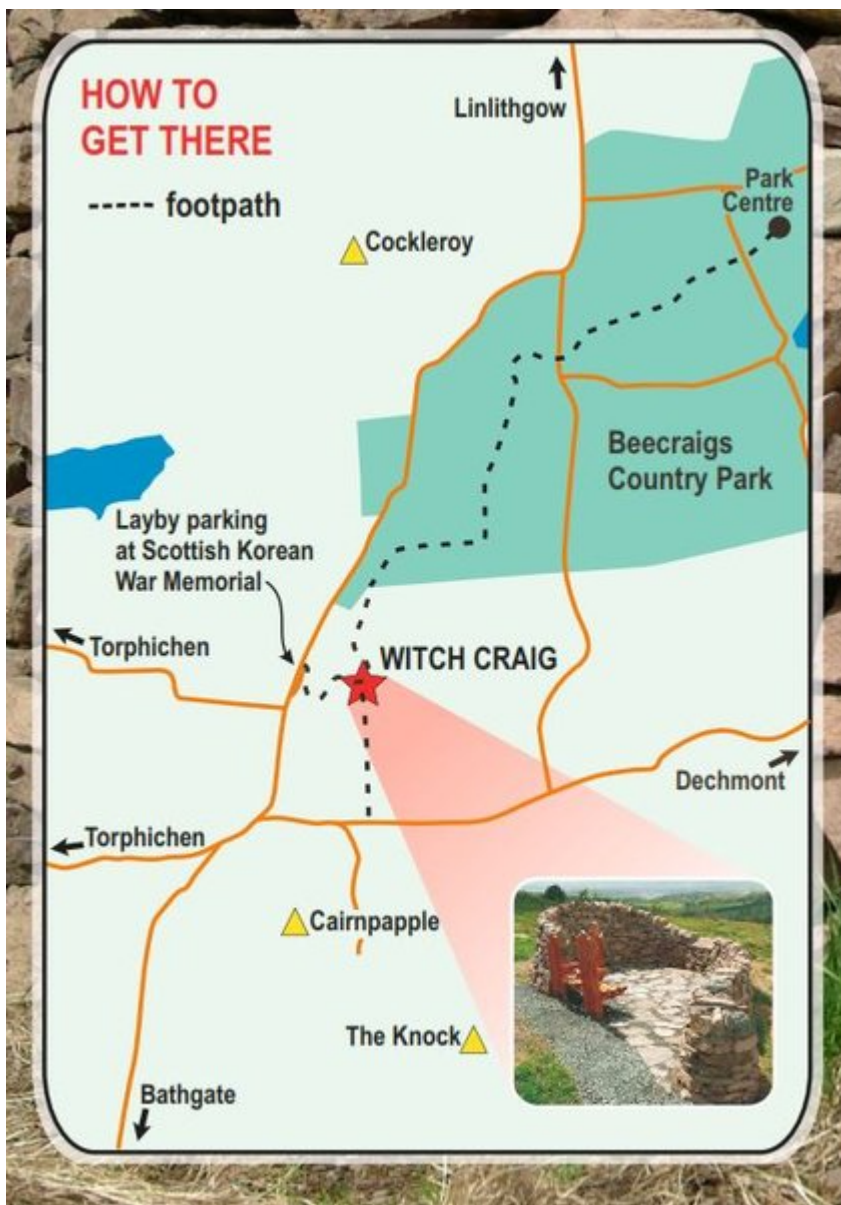 HOW TO
GET THERE
footpath
Linlithgow
Park
Centre
Cockleroy
Beecraigs
Country Park
Layby parking
at Scottish Korean
War Memorial
Torphichen
WITCH CRAIG
Dechmont
Torphichen
Cairnpapple
The Knock
Bathgate